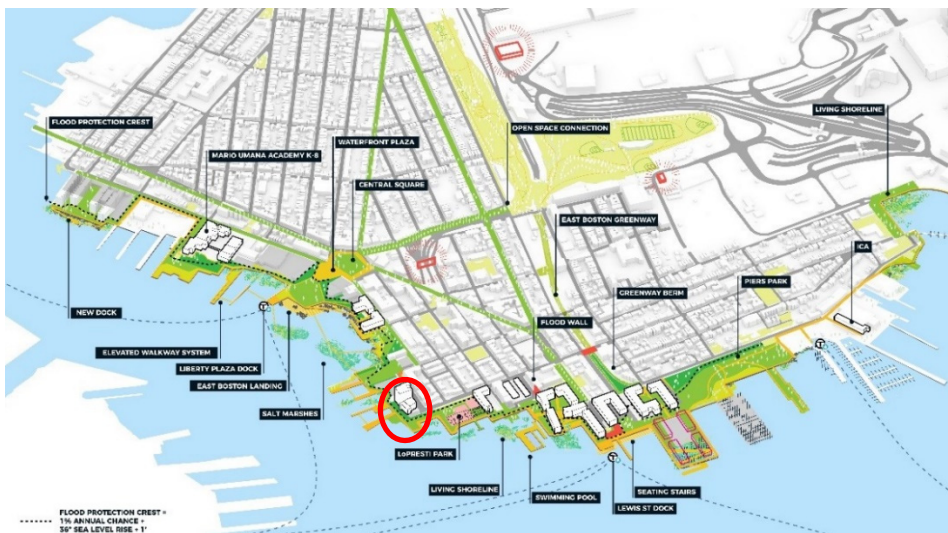 LIVING SHORELINE
FLOOD PROTECTION CREST
OPEN SPACE CONNECTION
WATERFRONT PLAZA
MARIO UMANA ACADEMY K-8
CENTRAL SQUARE
EAST BOSTON GREENWAY
ICA
PIERS PARK
GREENWAY BERM
NEW DOCK
FLOOD WALL
ELEVATED WALKWAY SYSTEM
LIBERTY PLAZA DOCK
EAST BOSTON LANDING
SALT MARSHES
LoPRESTI PARK
LIVING SHORELINE
SEATING STAIRS
SWIMMING POOL
LEWIS ST DOCK
FLOOD PROTECTION CREST =
1% ANNUAL CHANCE +
36" SEA LEVEL RISE + 1'